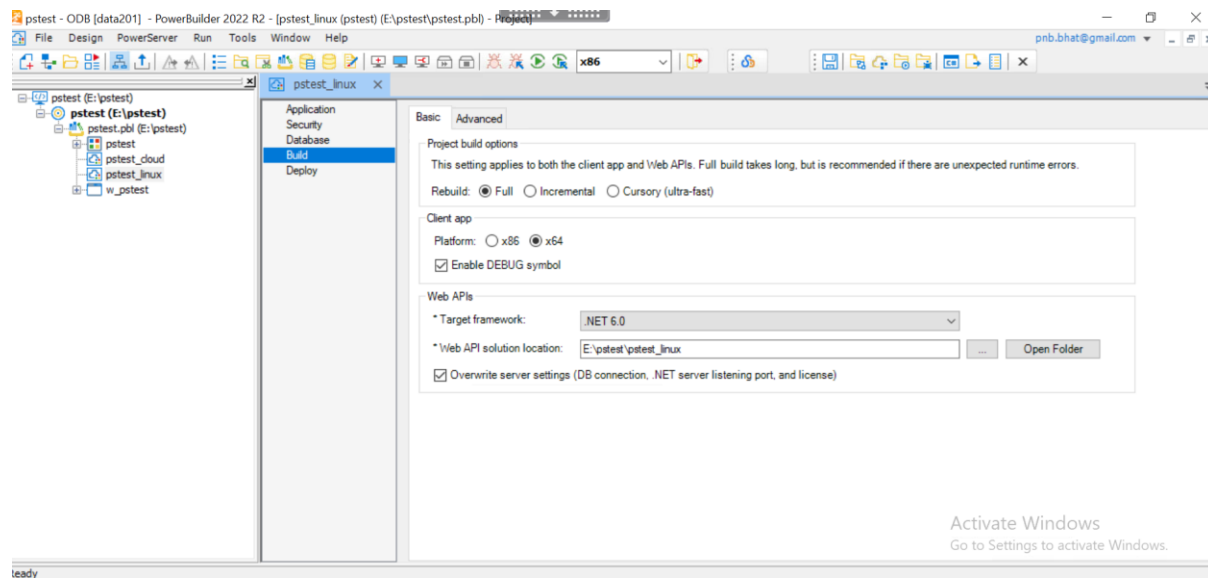 pstest - ODB [data201] - PowerBuilder 2022 R2 - [pstest_linux (pstest) (E:\pstest\pstest.pbl) - Project]
File Design PowerServer Run Tools Window Help
pnb.bhat@gmail.com
x86
pstest (E:\pstest)
pstest (E:\pstest)
pstest.pbl (E:\pstest)
pstest
pstest_cloud
pstest_linux
w_pstest
pstest_linux
Application
Security
Database
Build
Deploy
Basic Advanced
Project build options
This setting applies to both the client app and Web APIs. Full build takes long, but is recommended if there are unexpected runtime errors.
Rebuild: Full Incremental Cursory (ultra-fast)
Client app
Platform: x86 x64
Enable DEBUG symbol
Web APIs
* Target framework: .NET 6.0
* Web API solution location: E:\pstest\pstest_linux ... Open Folder
Overwrite server settings (DB connection, .NET server listening port, and license)
Activate Windows
Go to Settings to activate Windows.